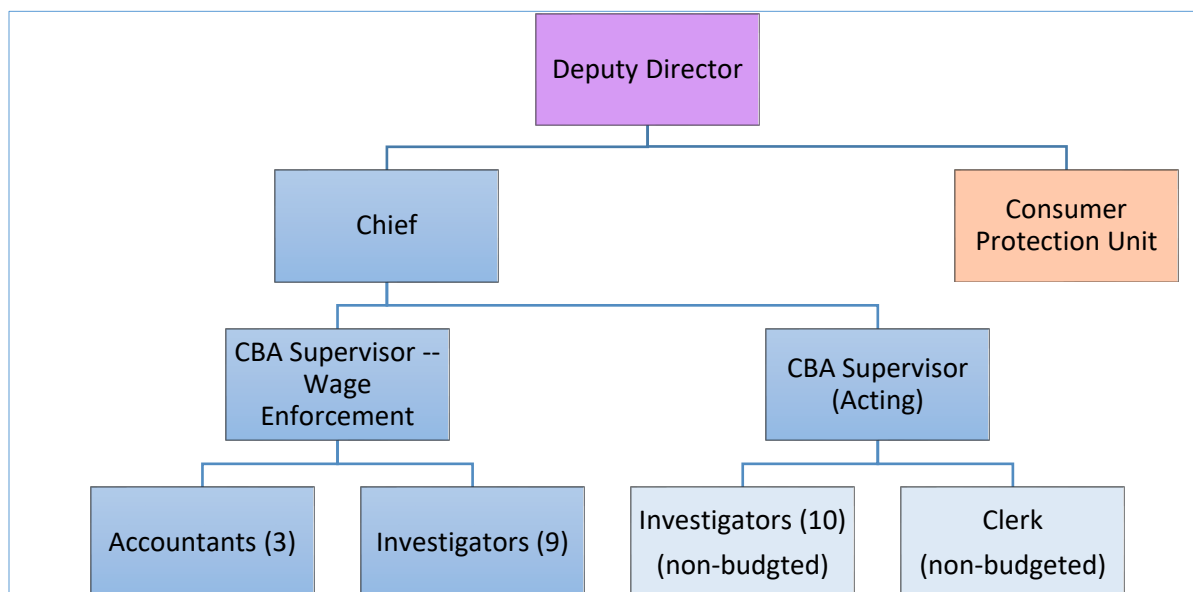 Deputy Director
Chief
Consumer
Protection Unit
CBA Supervisor --
Wage
Enforcement
CBA Supervisor
(Acting)
Accountants (3)
Investigators (9)
Investigators (10)
(non-budgted)
Clerk
(non-budgeted)